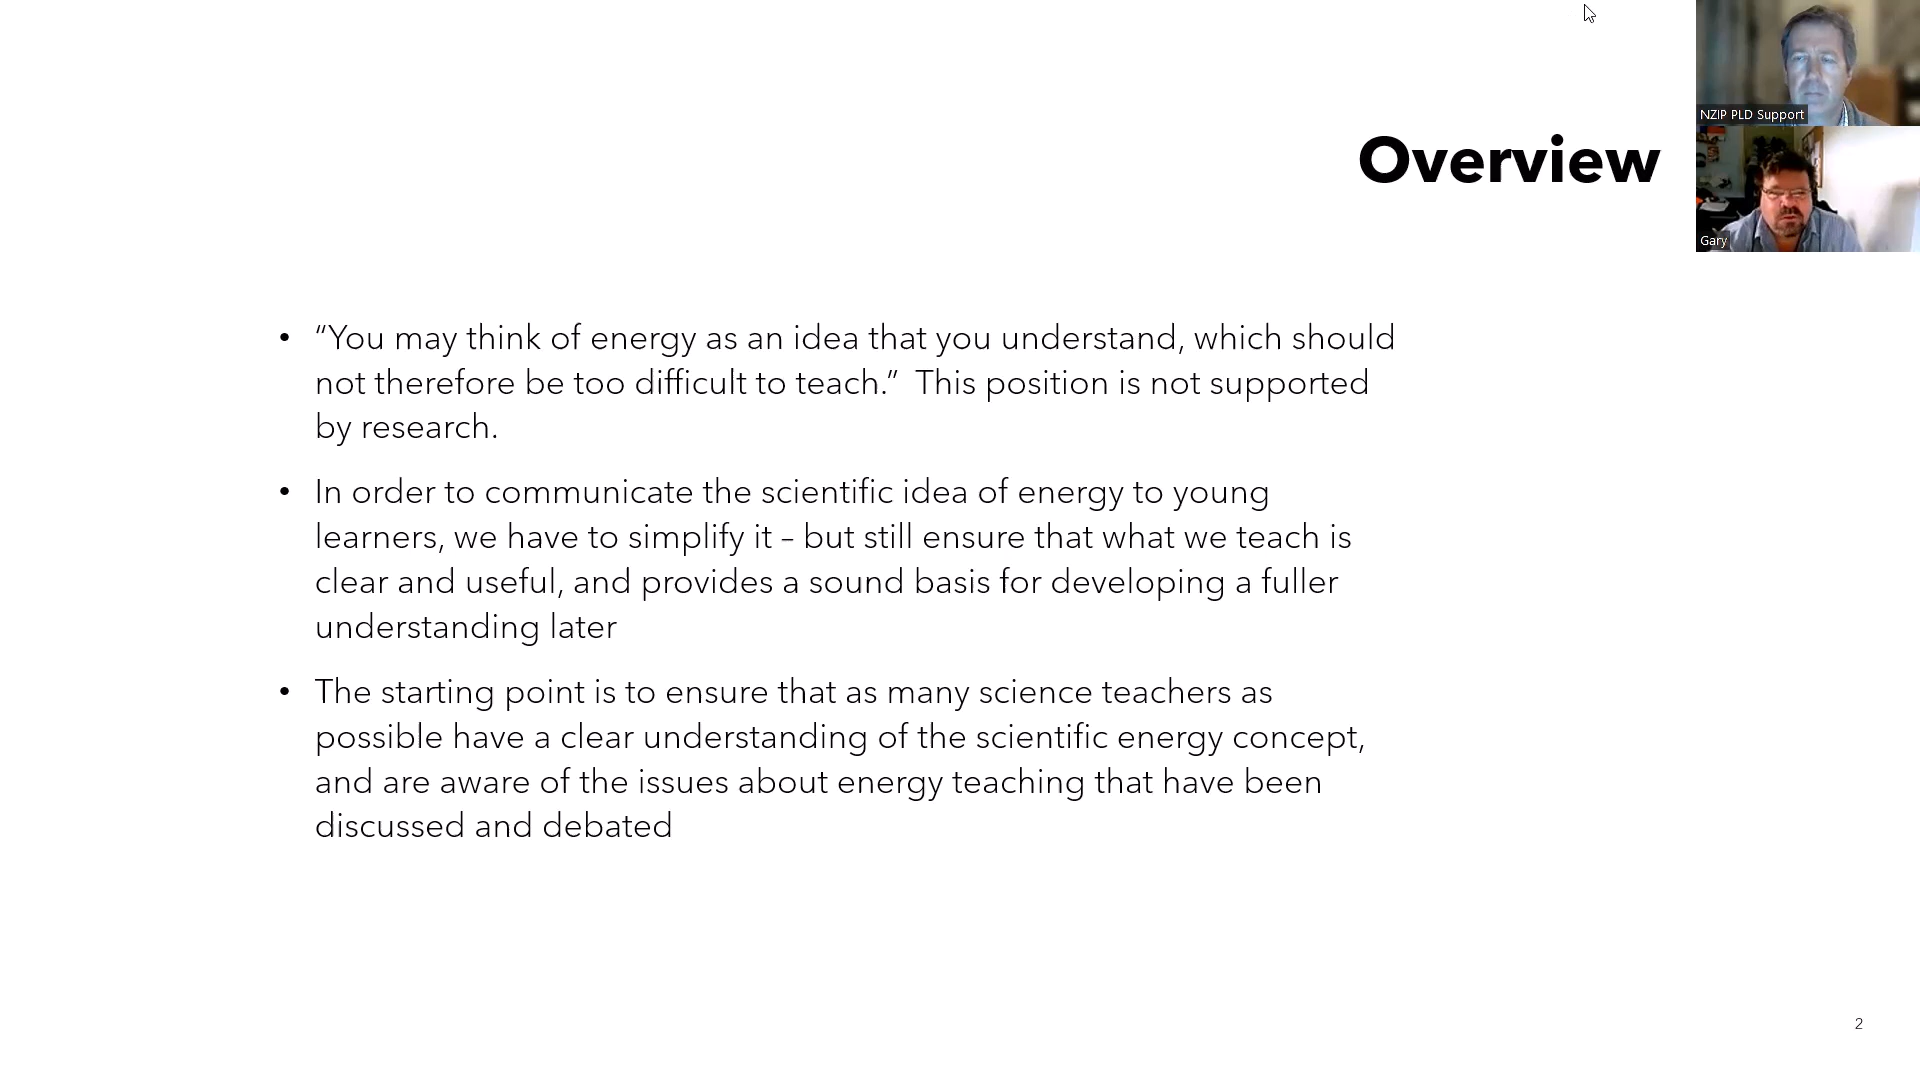 NZIP PLD Support
Overview
Gary
• “You may think of energy as an idea that you understand, which should
not therefore be too difficult to teach.”  This position is not supported
by research.
• In order to communicate the scientific idea of energy to young
learners, we have to simplify it – but still ensure that what we teach is
clear and useful, and provides a sound basis for developing a fuller
understanding later
• The starting point is to ensure that as many science teachers as
possible have a clear understanding of the scientific energy concept,
and are aware of the issues about energy teaching that have been
discussed and debated
2